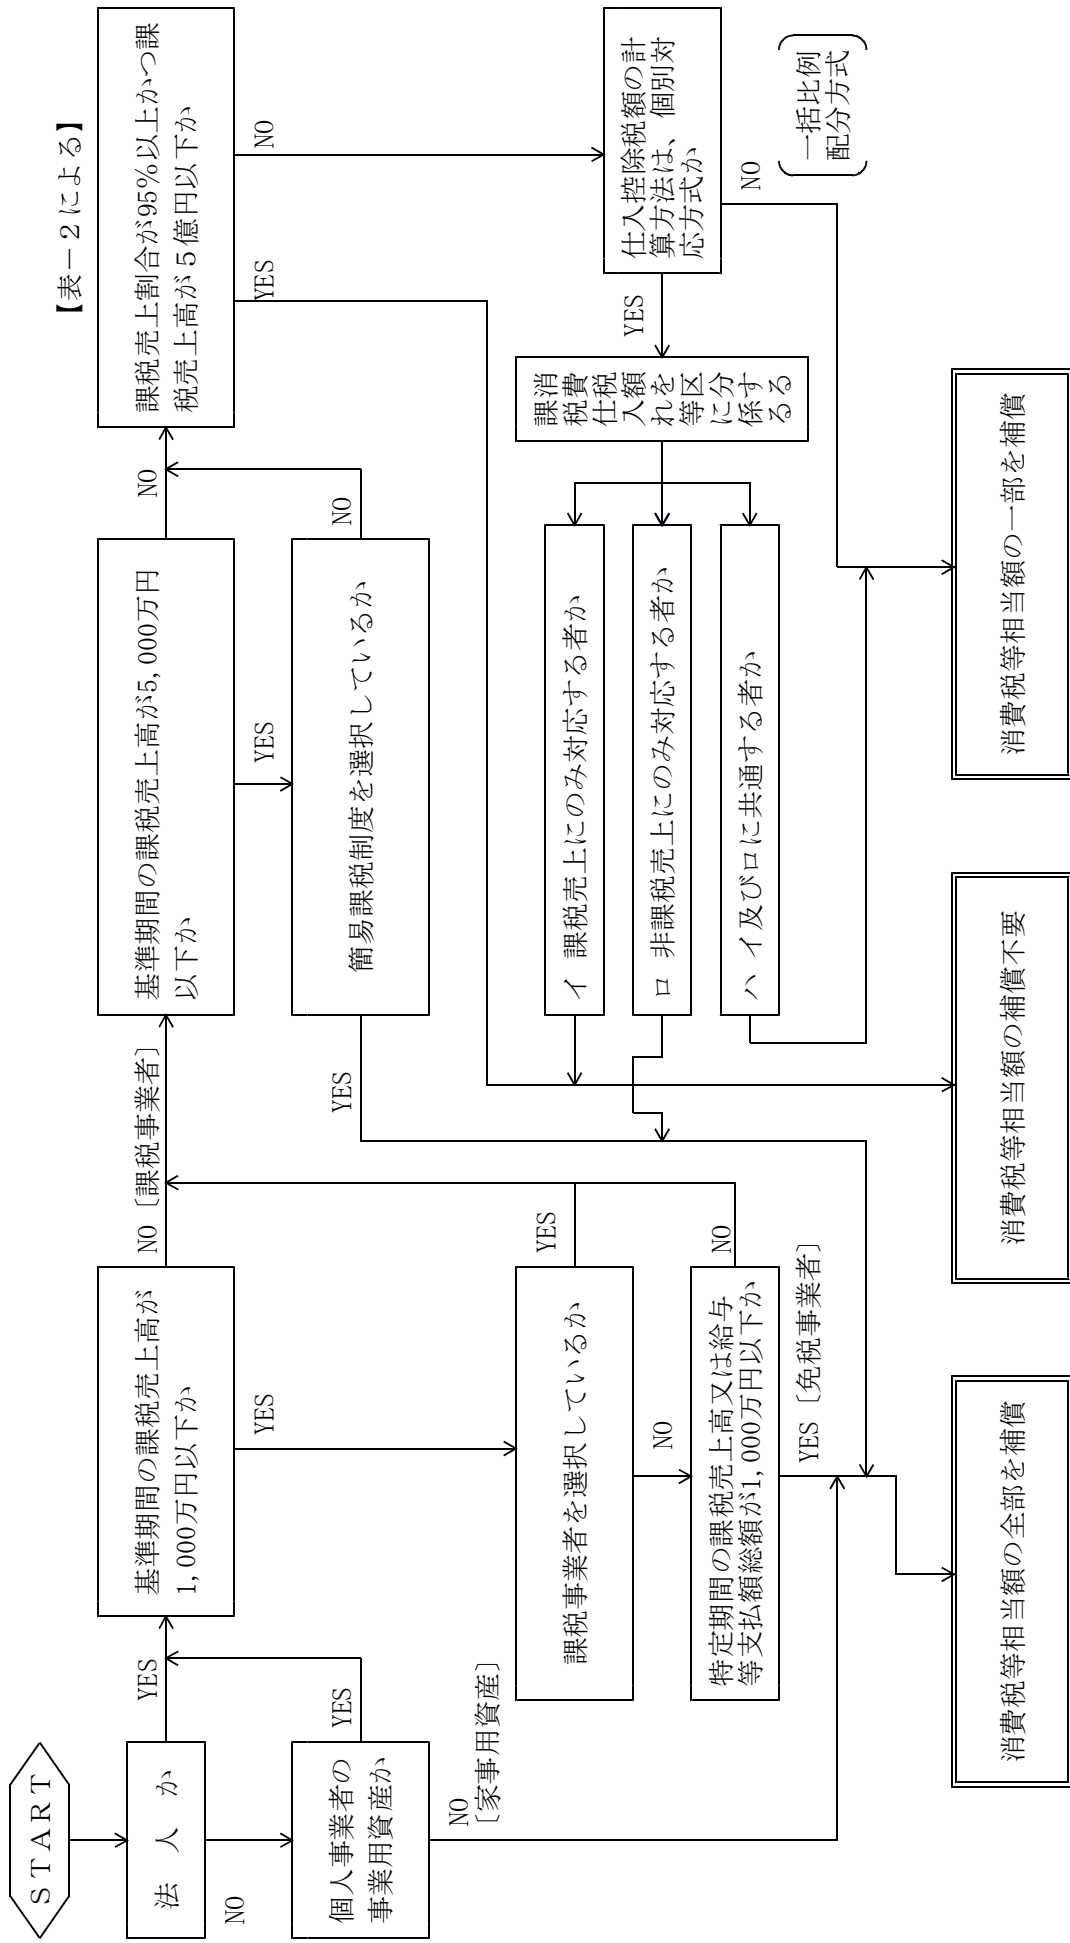 【表－２による】
ＳＴＡＲＴ
法　人　か
YES
NO
個人事業者の
事業用資産か
YES
NO
〔家事用資産〕
基準期間の課税売上高が
1,000万円以下か
NO〔課税事業者〕
YES
課税事業者を選択しているか
YES
NO
特定期間の課税売上高又は給与
等支払額総額が1,000万円以下か
NO
YES〔免税事業者〕
基準期間の課税売上高が5,000万円
以下か
NO
YES
簡易課税制度を選択しているか
NO
YES
課税売上割合が95％以上かつ課
税売上高が５億円以下か
NO
YES
仕入控除税額の計
算方法は、個別対
応方式か
YES
NO
一括比例
配分方式
課税仕入れ等に係る
消費税額を区分する
イ　課税売上にのみ対応する者か
ロ　非課税売上にのみ対応する者か
ハ　イ及びロに共通する者か
消費税等相当額の全部を補償
消費税等相当額の補償不要
消費税等相当額の一部を補償